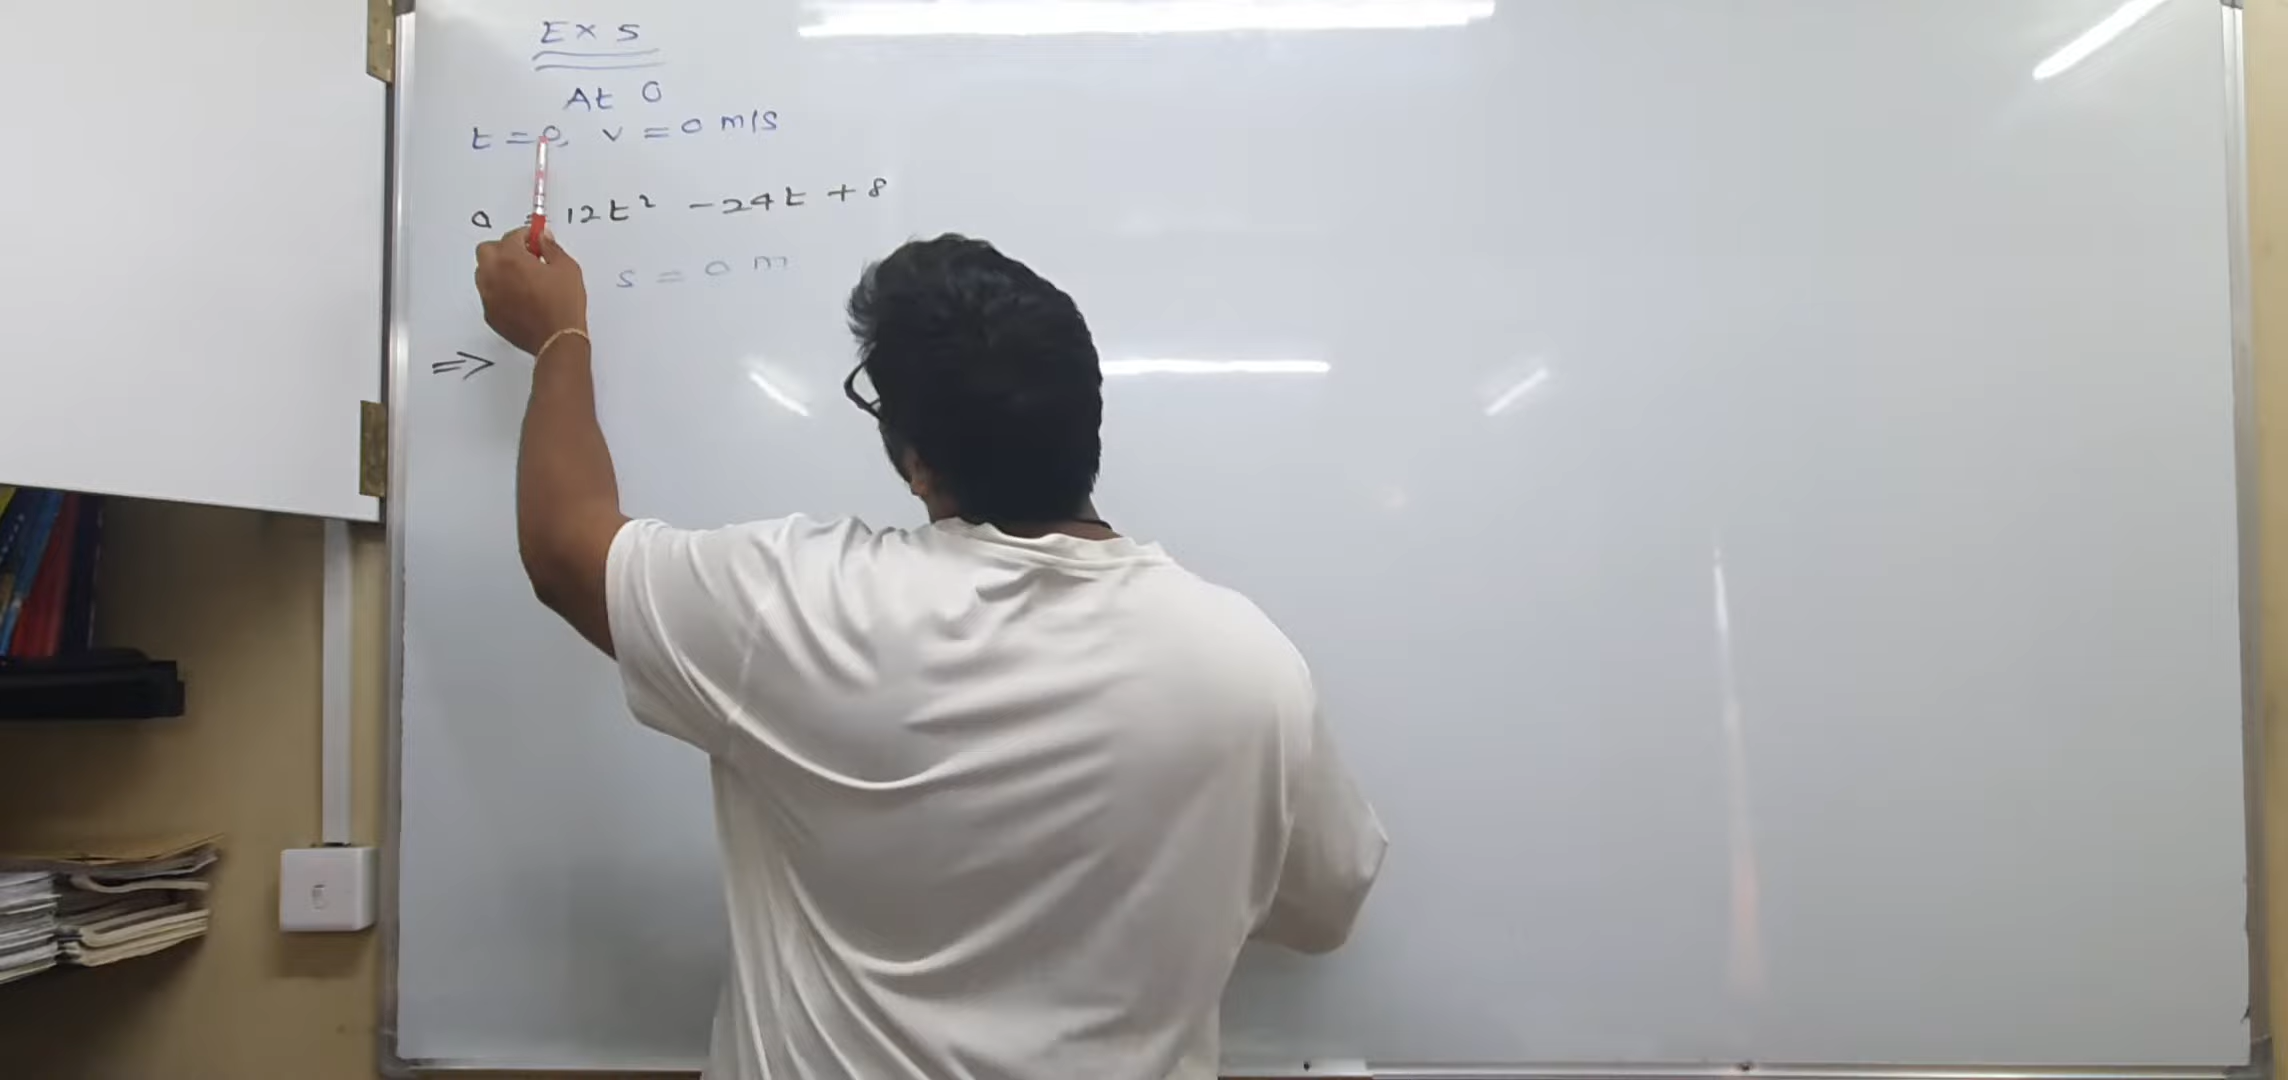 Ex 5
At O
t = 0, v = 0 m/s
a = 12t² - 24t + 8
s = 0 m
⇒